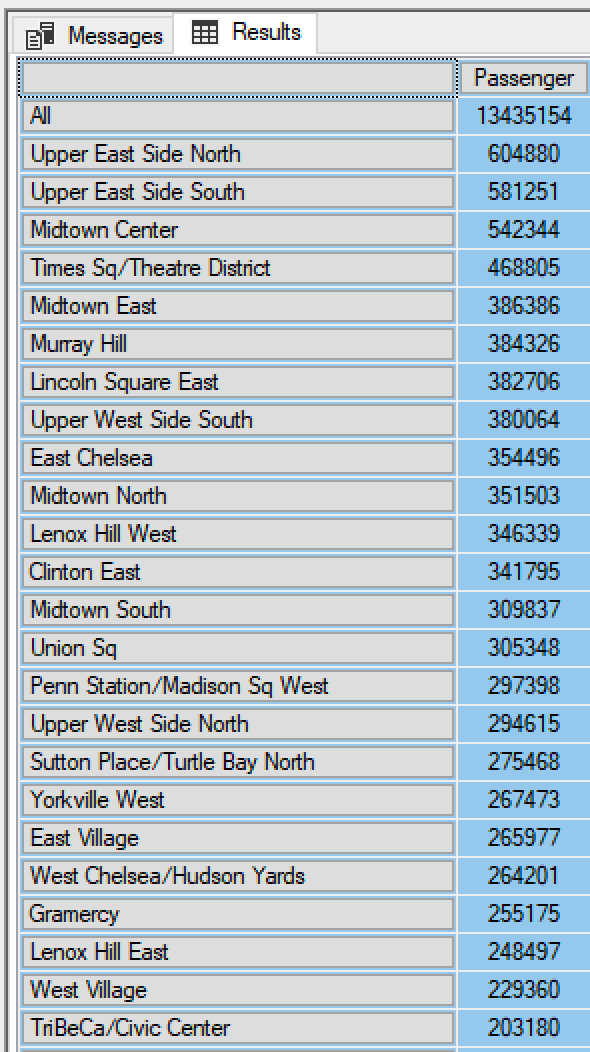 Messages Results
Passenger
All 13435154
Upper East Side North 604880
Upper East Side South 581251
Midtown Center 542344
Times Sq/Theatre District 468805
Midtown East 386386
Murray Hill 384326
Lincoln Square East 382706
Upper West Side South 380064
East Chelsea 354496
Midtown North 351503
Lenox Hill West 346339
Clinton East 341795
Midtown South 309837
Union Sq 305348
Penn Station/Madison Sq West 297398
Upper West Side North 294615
Sutton Place/Turtle Bay North 275468
Yorkville West 267473
East Village 265977
West Chelsea/Hudson Yards 264201
Gramercy 255175
Lenox Hill East 248497
West Village 229360
TriBeCa/Civic Center 203180